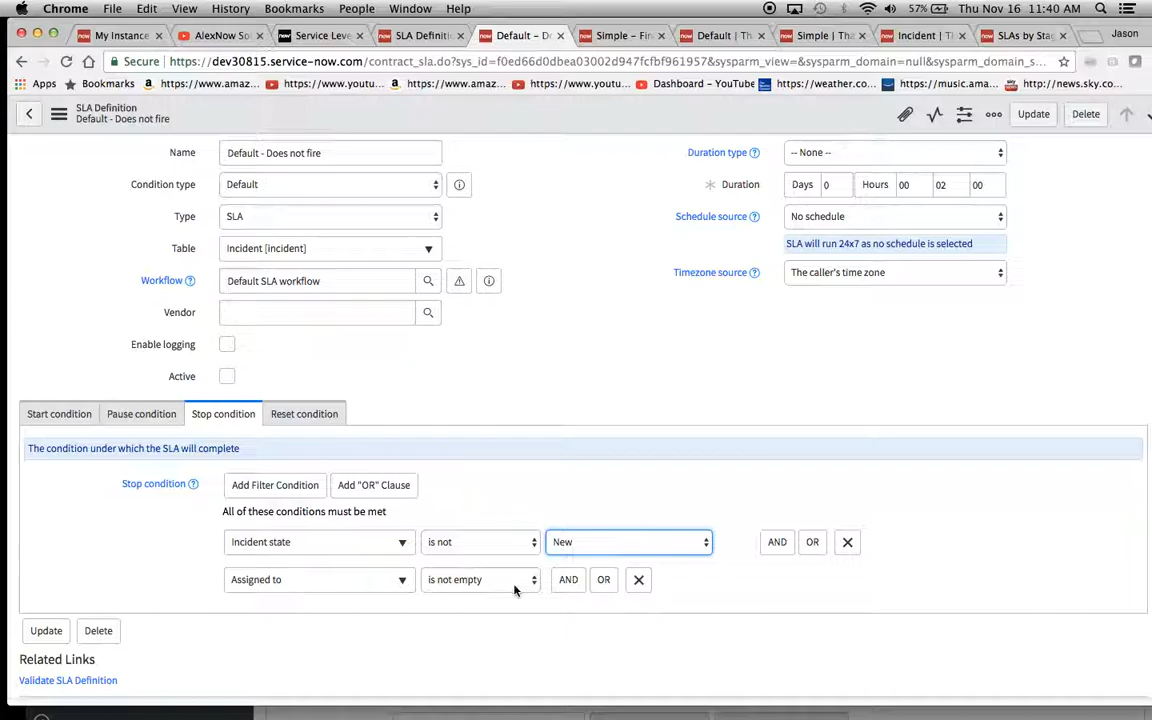 Chrome File Edit View History Bookmarks People Window Help 57% Thu Nov 16 11:40 AM
My Instance AlexNow Sol Service Leve SLA Definitic Default – D Simple – Fir Default | Th Simple | Tha Incident | T SLAs by Stag Jason
Secure https://dev30815.service-now.com/contract_sla.do?sys_id=f0ed66d0dbea03002d947fcfbf961957&sysparm_view=&sysparm_domain=null&sysparm_domain_s...
Apps Bookmarks https://www.amaz... https://www.youtu... https://www.amaz... https://www.youtu... Dashboard – YouTube https://weather.co... https://music.ama... http://news.sky.co...
SLA Definition
Default - Does not fire
Update Delete
Name Default - Does not fire Duration type -- None --
Condition type Default Duration Days 0 Hours 00 02 00
Type SLA Schedule source No schedule
Table Incident [incident] SLA will run 24x7 as no schedule is selected
Workflow Default SLA workflow Timezone source The caller's time zone
Vendor
Enable logging
Active
Start condition Pause condition Stop condition Reset condition
The condition under which the SLA will complete
Stop condition Add Filter Condition Add "OR" Clause
All of these conditions must be met
Incident state is not New AND OR
Assigned to is not empty AND OR
Update Delete
Related Links
Validate SLA Definition